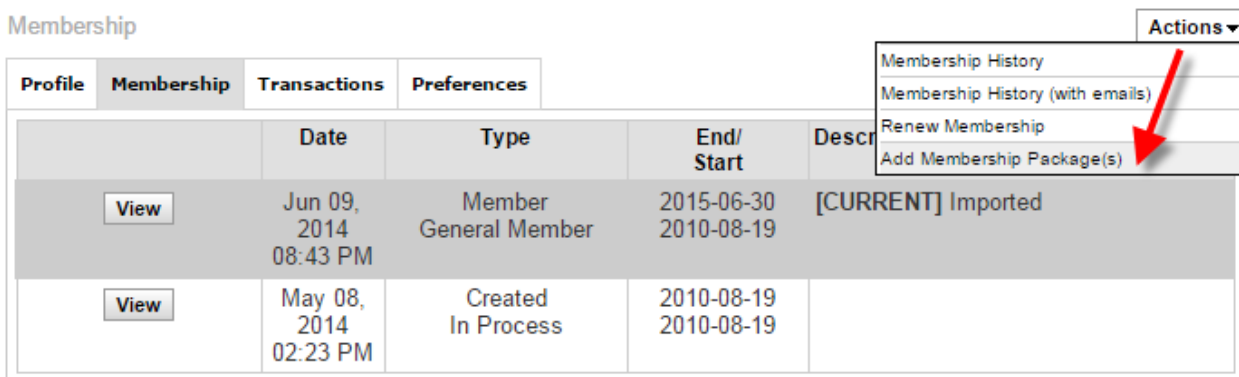 Membership
Actions
Membership History
Membership History (with emails)
Renew Membership
Add Membership Package(s)
Profile Membership Transactions Preferences
Date Type End/ Descr
Start
View Jun 09, Member 2015-06-30 [CURRENT] Imported
2014 General Member 2010-08-19
08:43 PM
View May 08, Created 2010-08-19
2014 In Process 2010-08-19
02:23 PM